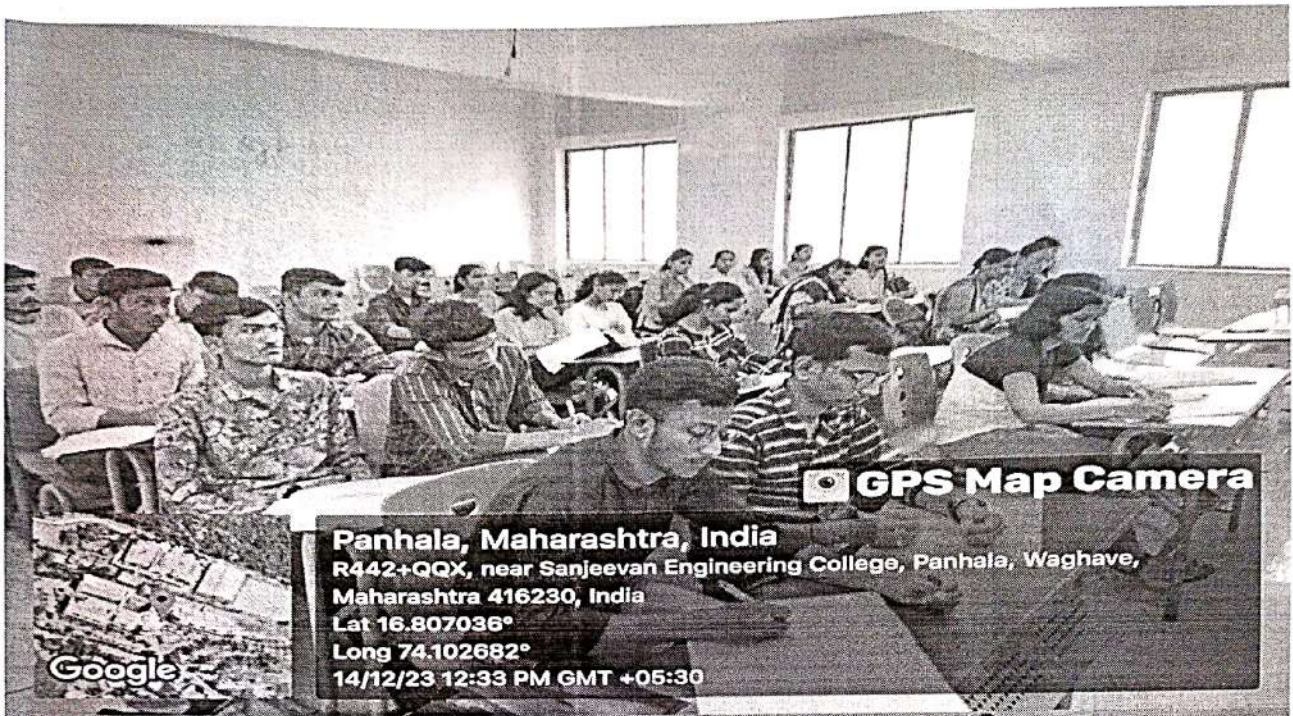 GPS Map Camera
Panhala, Maharashtra, India
R442+QQX, near Sanjeevan Engineering College, Panhala, Waghave,
Maharashtra 416230, India
Lat 16.807036°
Long 74.102682°
14/12/23 12:33 PM GMT +05:30
Google